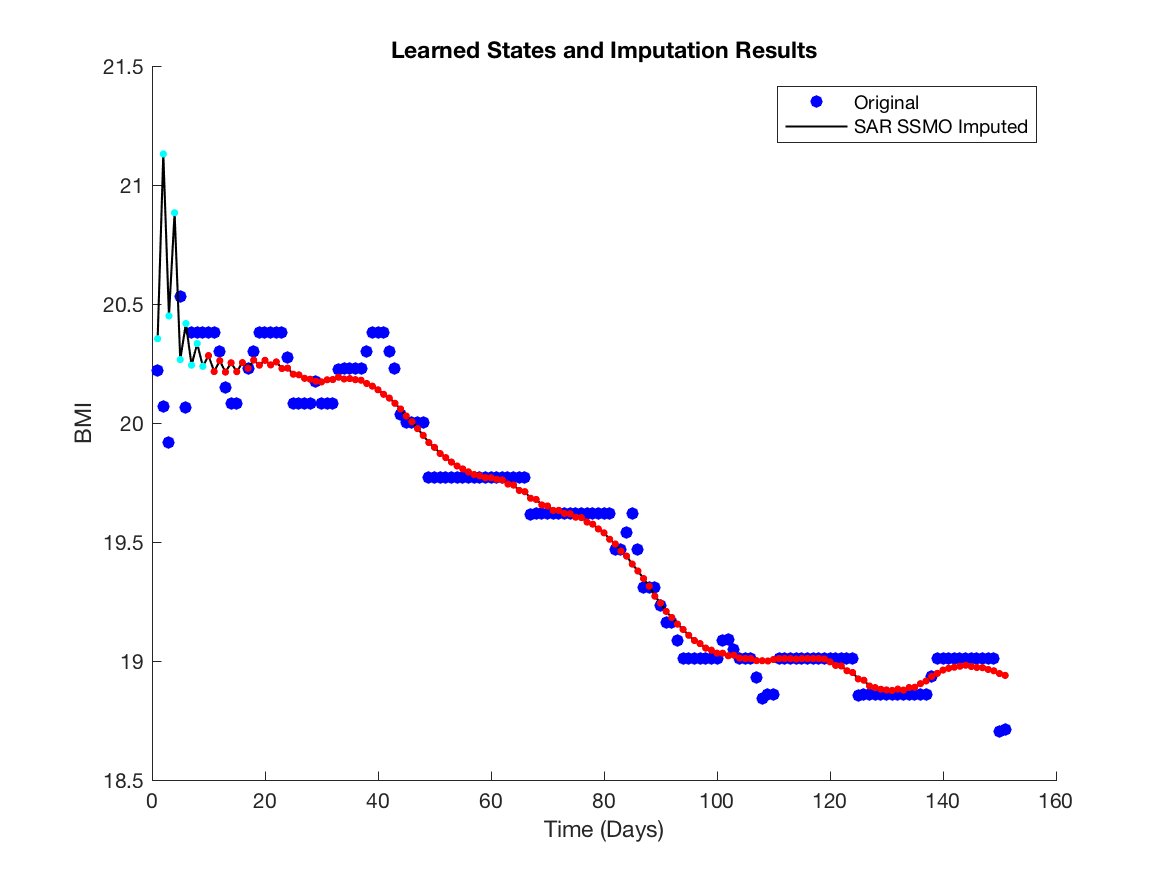 Learned States and Imputation Results
Original
SAR SSMO Imputed
BMI
21.5
21
20.5
20
19.5
19
18.5
0 20 40 60 80 100 120 140 160
Time (Days)